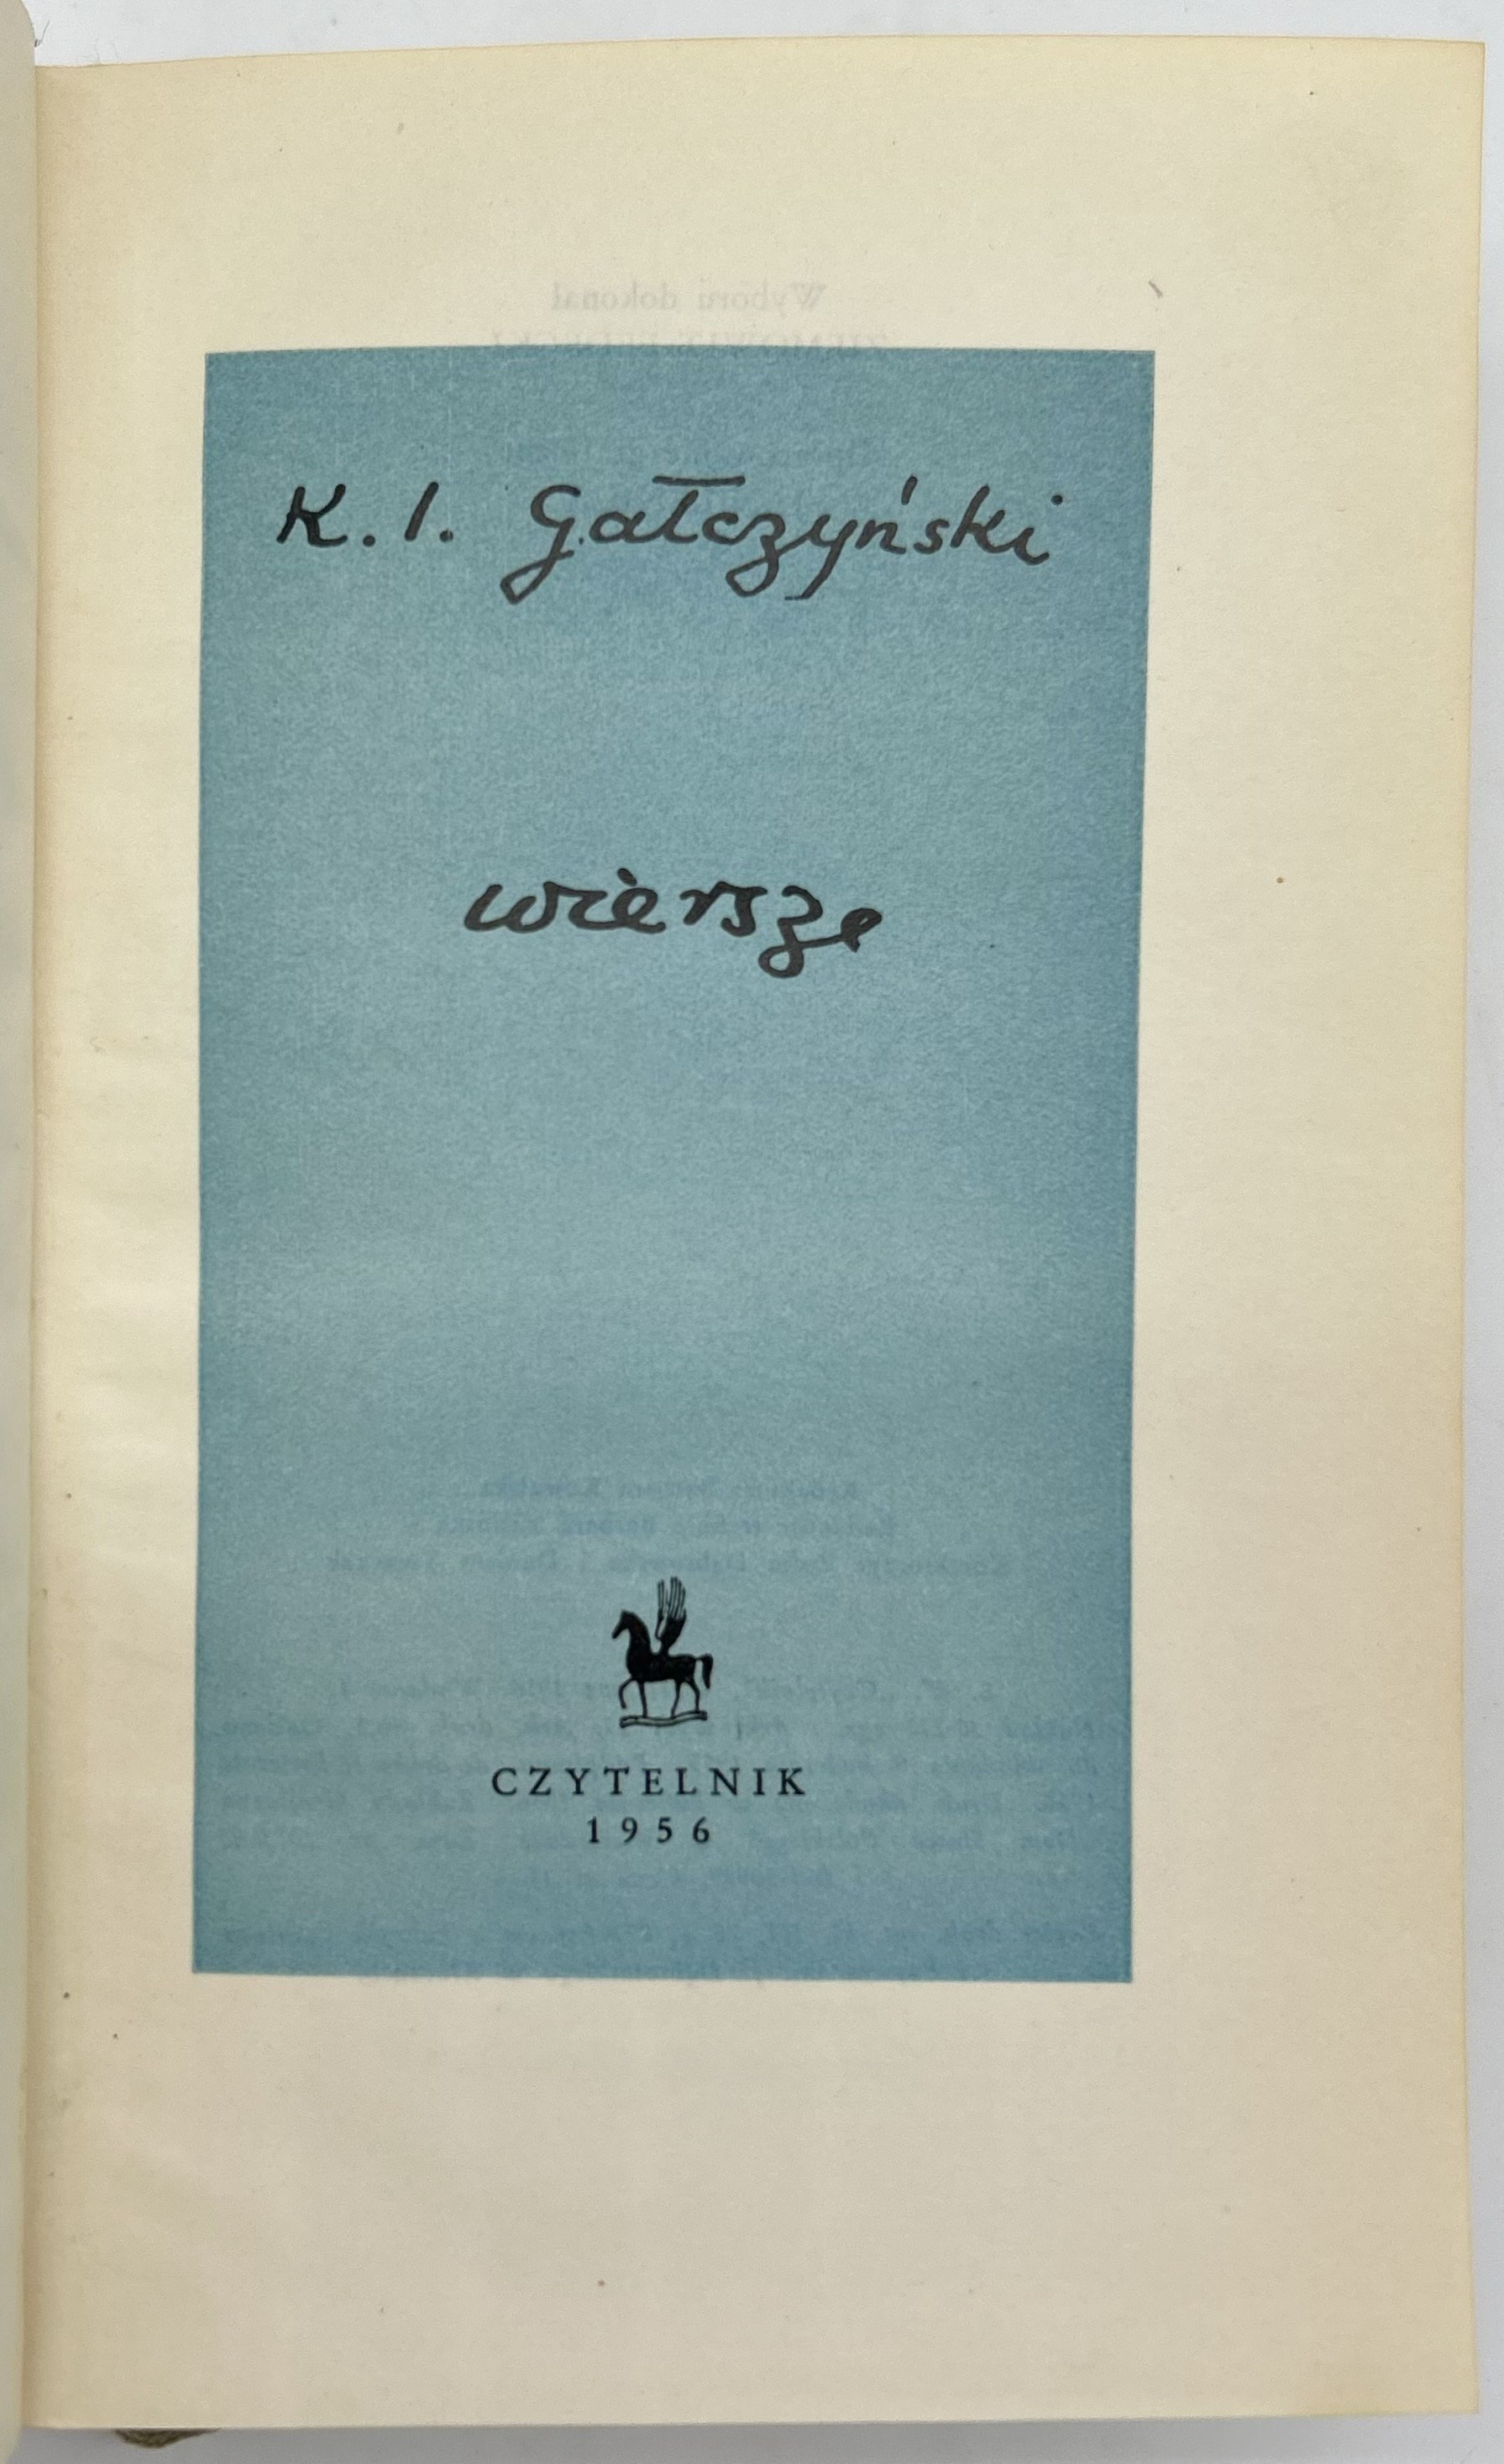 K. I. Gałczyński
wiersze
CZYTELNIK
1956